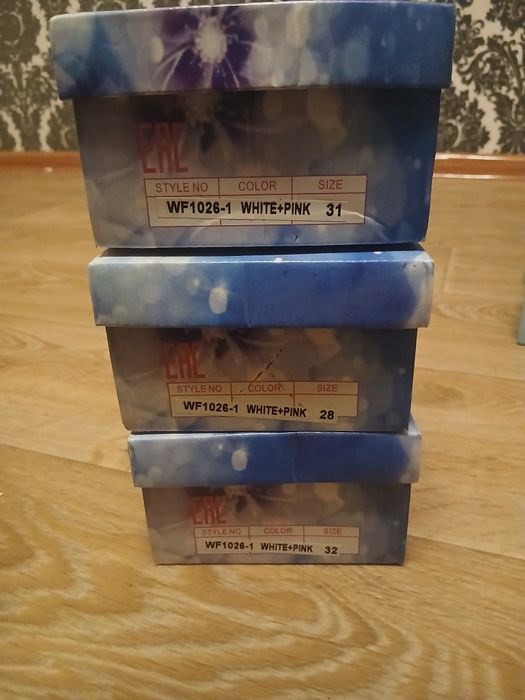 EAC
STYLE NO COLOR SIZE
WF1026-1 WHITE+PINK 31
EAC
STYLE NO COLOR SIZE
WF1026-1 WHITE+PINK 28
EAC
STYLE NO COLOR SIZE
WF1026-1 WHITE+PINK 32